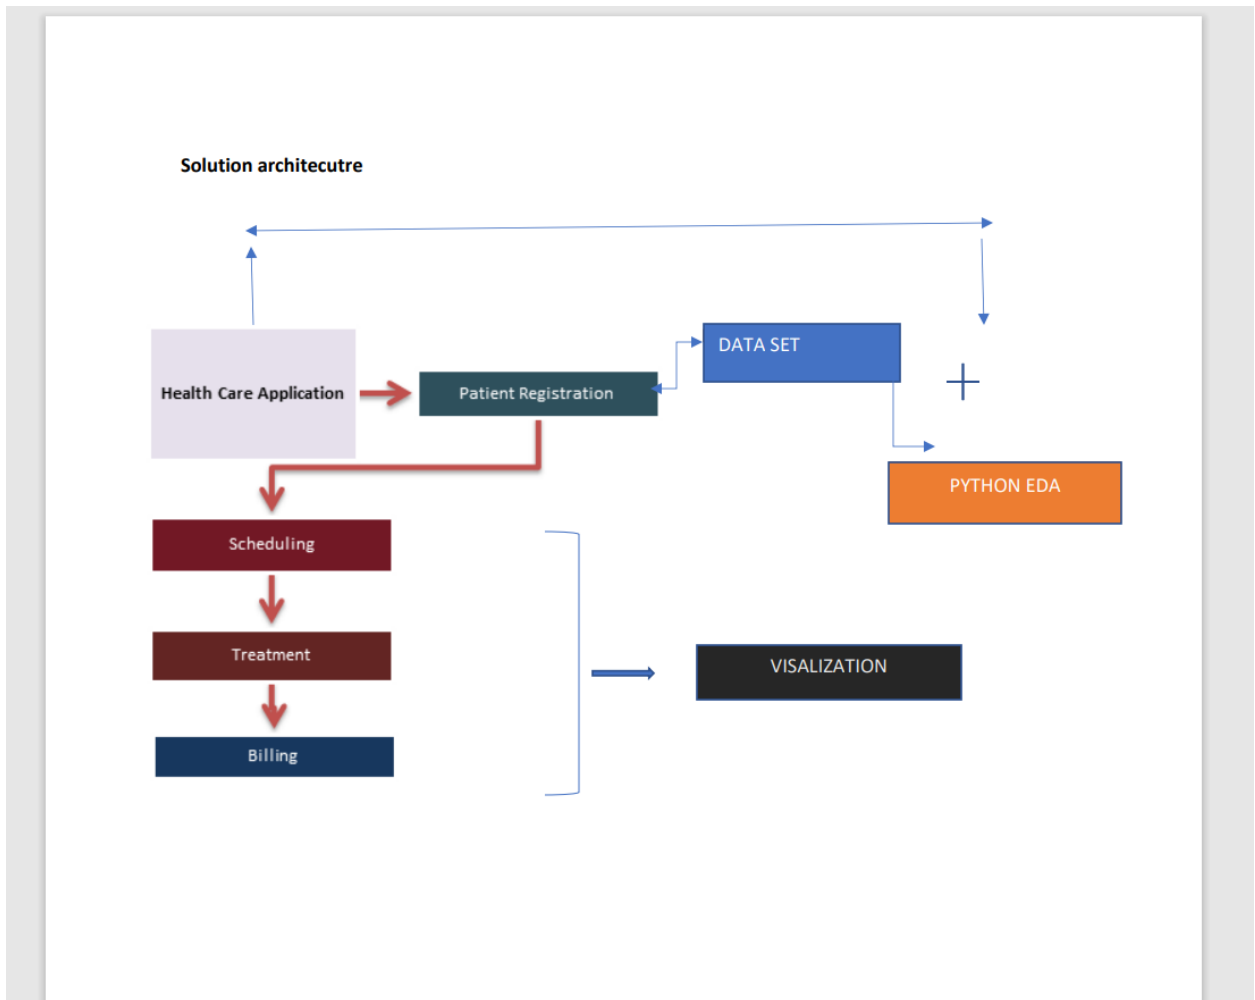 Solution architecutre
DATA SET
Health Care Application
Patient Registration
PYTHON EDA
Scheduling
Treatment
VISALIZATION
Billing